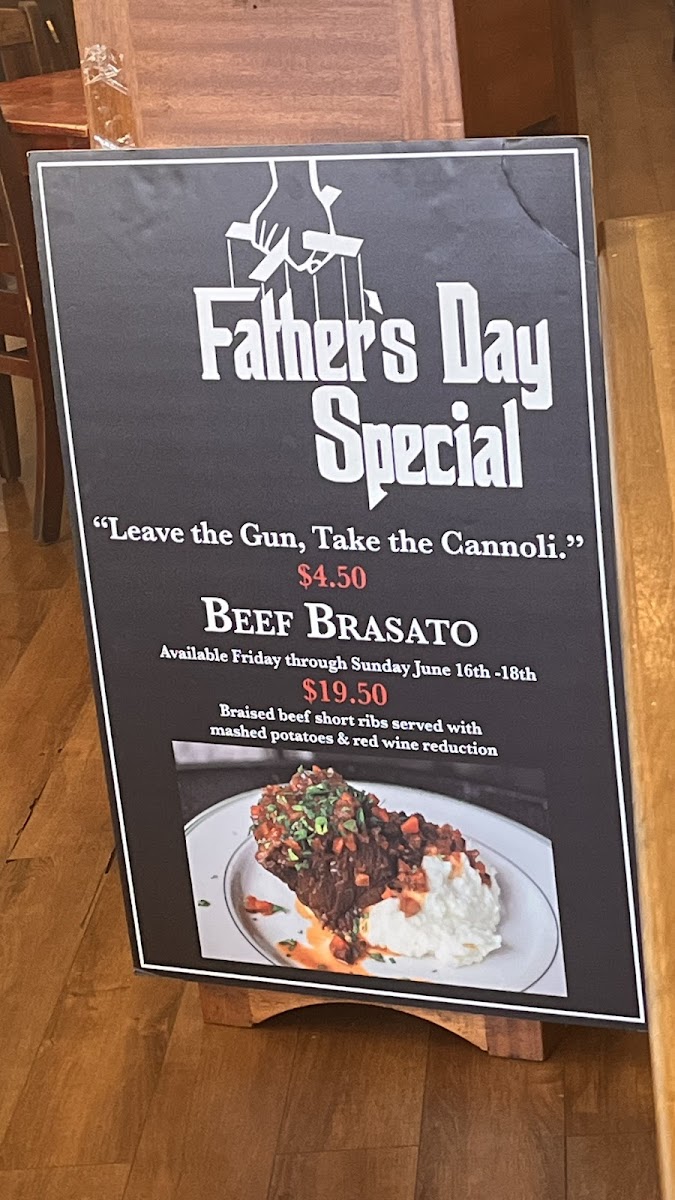 Father's Day
Special
“Leave the Gun, Take the Cannoli.”
$4.50
BEEF BRASATO
Available Friday through Sunday June 16th -18th
$19.50
Braised beef short ribs served with
mashed potatoes & red wine reduction